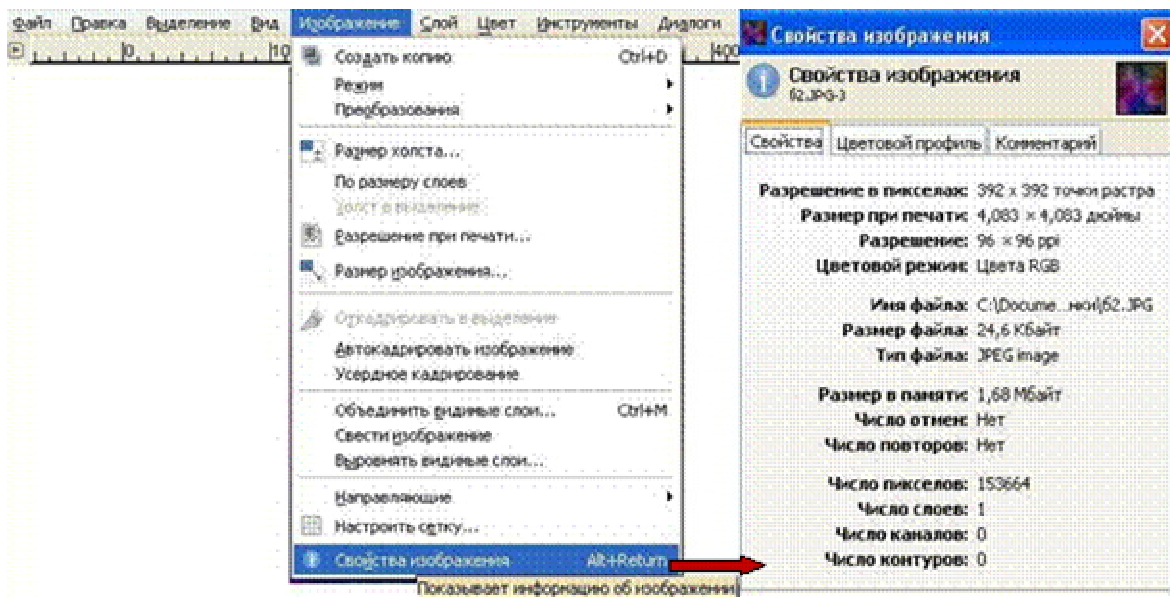 Файл Правка Выделение Вид Изображение Слой Цвет Инструменты Диалоги
0 10 400
Создать копию Ctrl+D
Режим
Преобразования
Размер холста...
По размеру слоев
Холст в выделение
Разрешение при печати...
Размер изображения...
Откадрировать в выделение
Автокадрировать изображение
Усердное кадрирование
Объединить видимые слои... Ctrl+M
Свести изображение
Выровнять видимые слои...
Направляющие
Настроить сетку...
Свойства изображения Alt+Return
Показывает информацию об изображении
Свойства изображения
Свойства изображения
62.JPG-3
Свойства Цветовой профиль Комментарий
Разрешение в пикселах: 392 x 392 точки растра
Размер при печати: 4,083 × 4,083 дюймы
Разрешение: 96 × 96 ppi
Цветовой режим: Цвета RGB
Имя файла: C:\Docume...нки\62.JPG
Размер файла: 24,6 Кбайт
Тип файла: JPEG image
Размер в памяти: 1,68 Мбайт
Число отмен: Нет
Число повторов: Нет
Число пикселов: 153664
Число слоев: 1
Число каналов: 0
Число контуров: 0